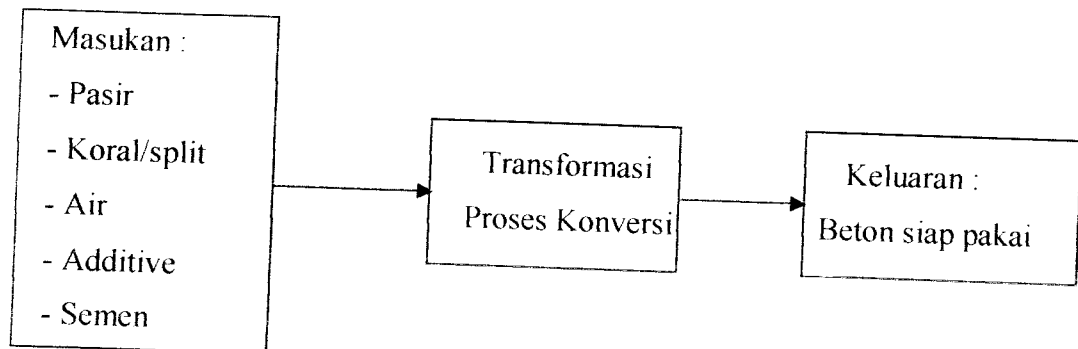 Masukan :
- Pasir
- Koral/split
- Air
- Additive
- Semen
Transformasi
Proses Konversi
Keluaran :
Beton siap pakai